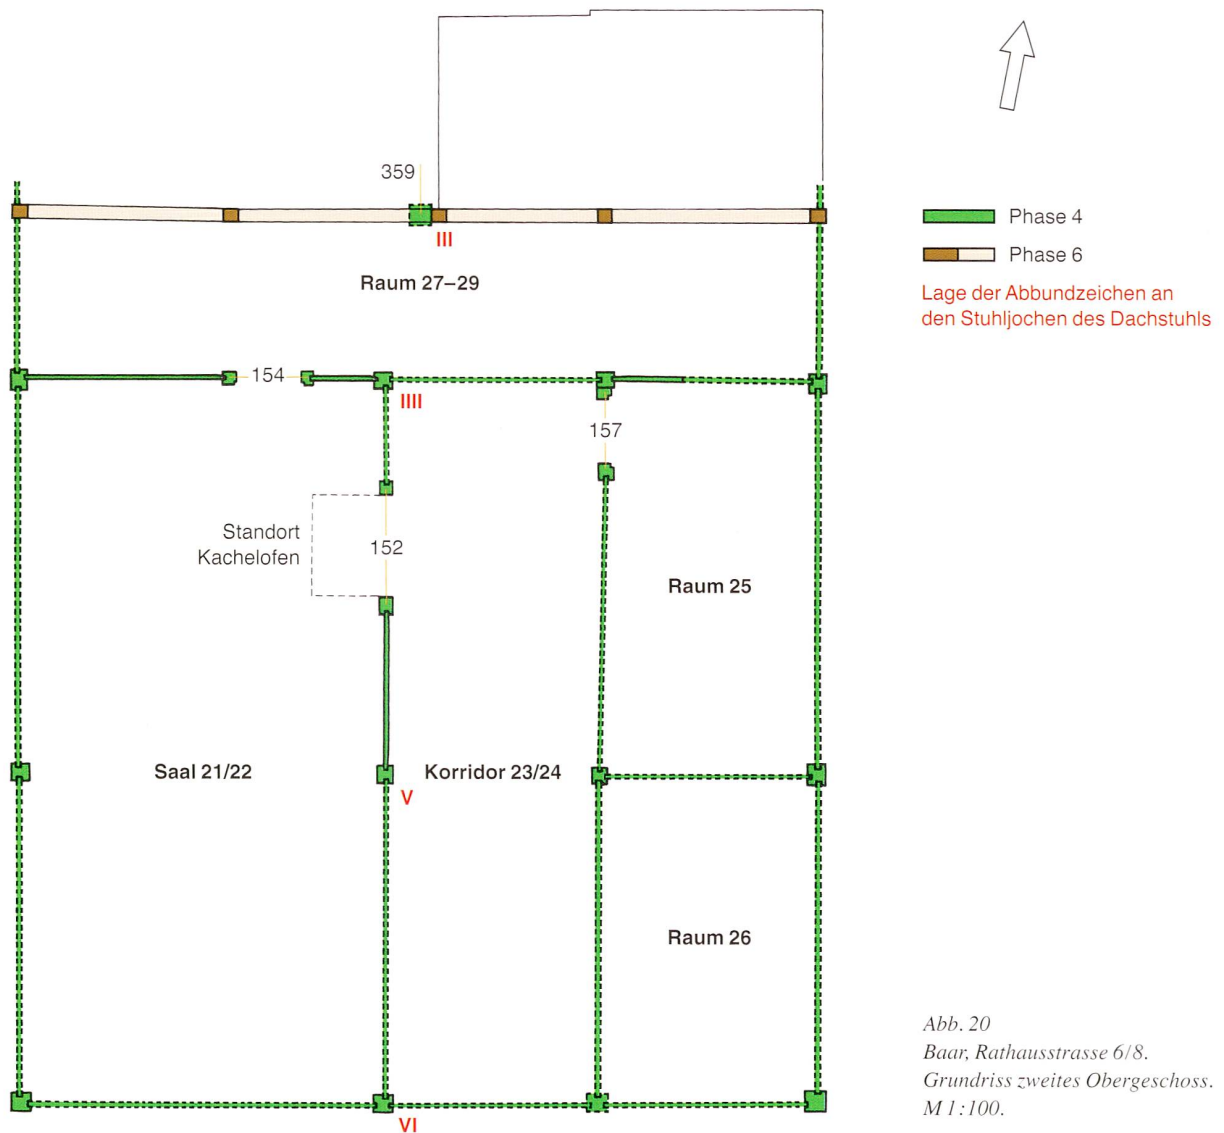 359
III
Raum 27–29
154
IIII
157
Standort
Kachelofen
152
Raum 25
Saal 21/22
Korridor 23/24
V
Raum 26
VI
Phase 4
Phase 6
Lage der Abbundzeichen an
den Stuhljochen des Dachstuhls
Abb. 20
Baar, Rathausstrasse 6/8.
Grundriss zweites Obergeschoss.
M 1:100.